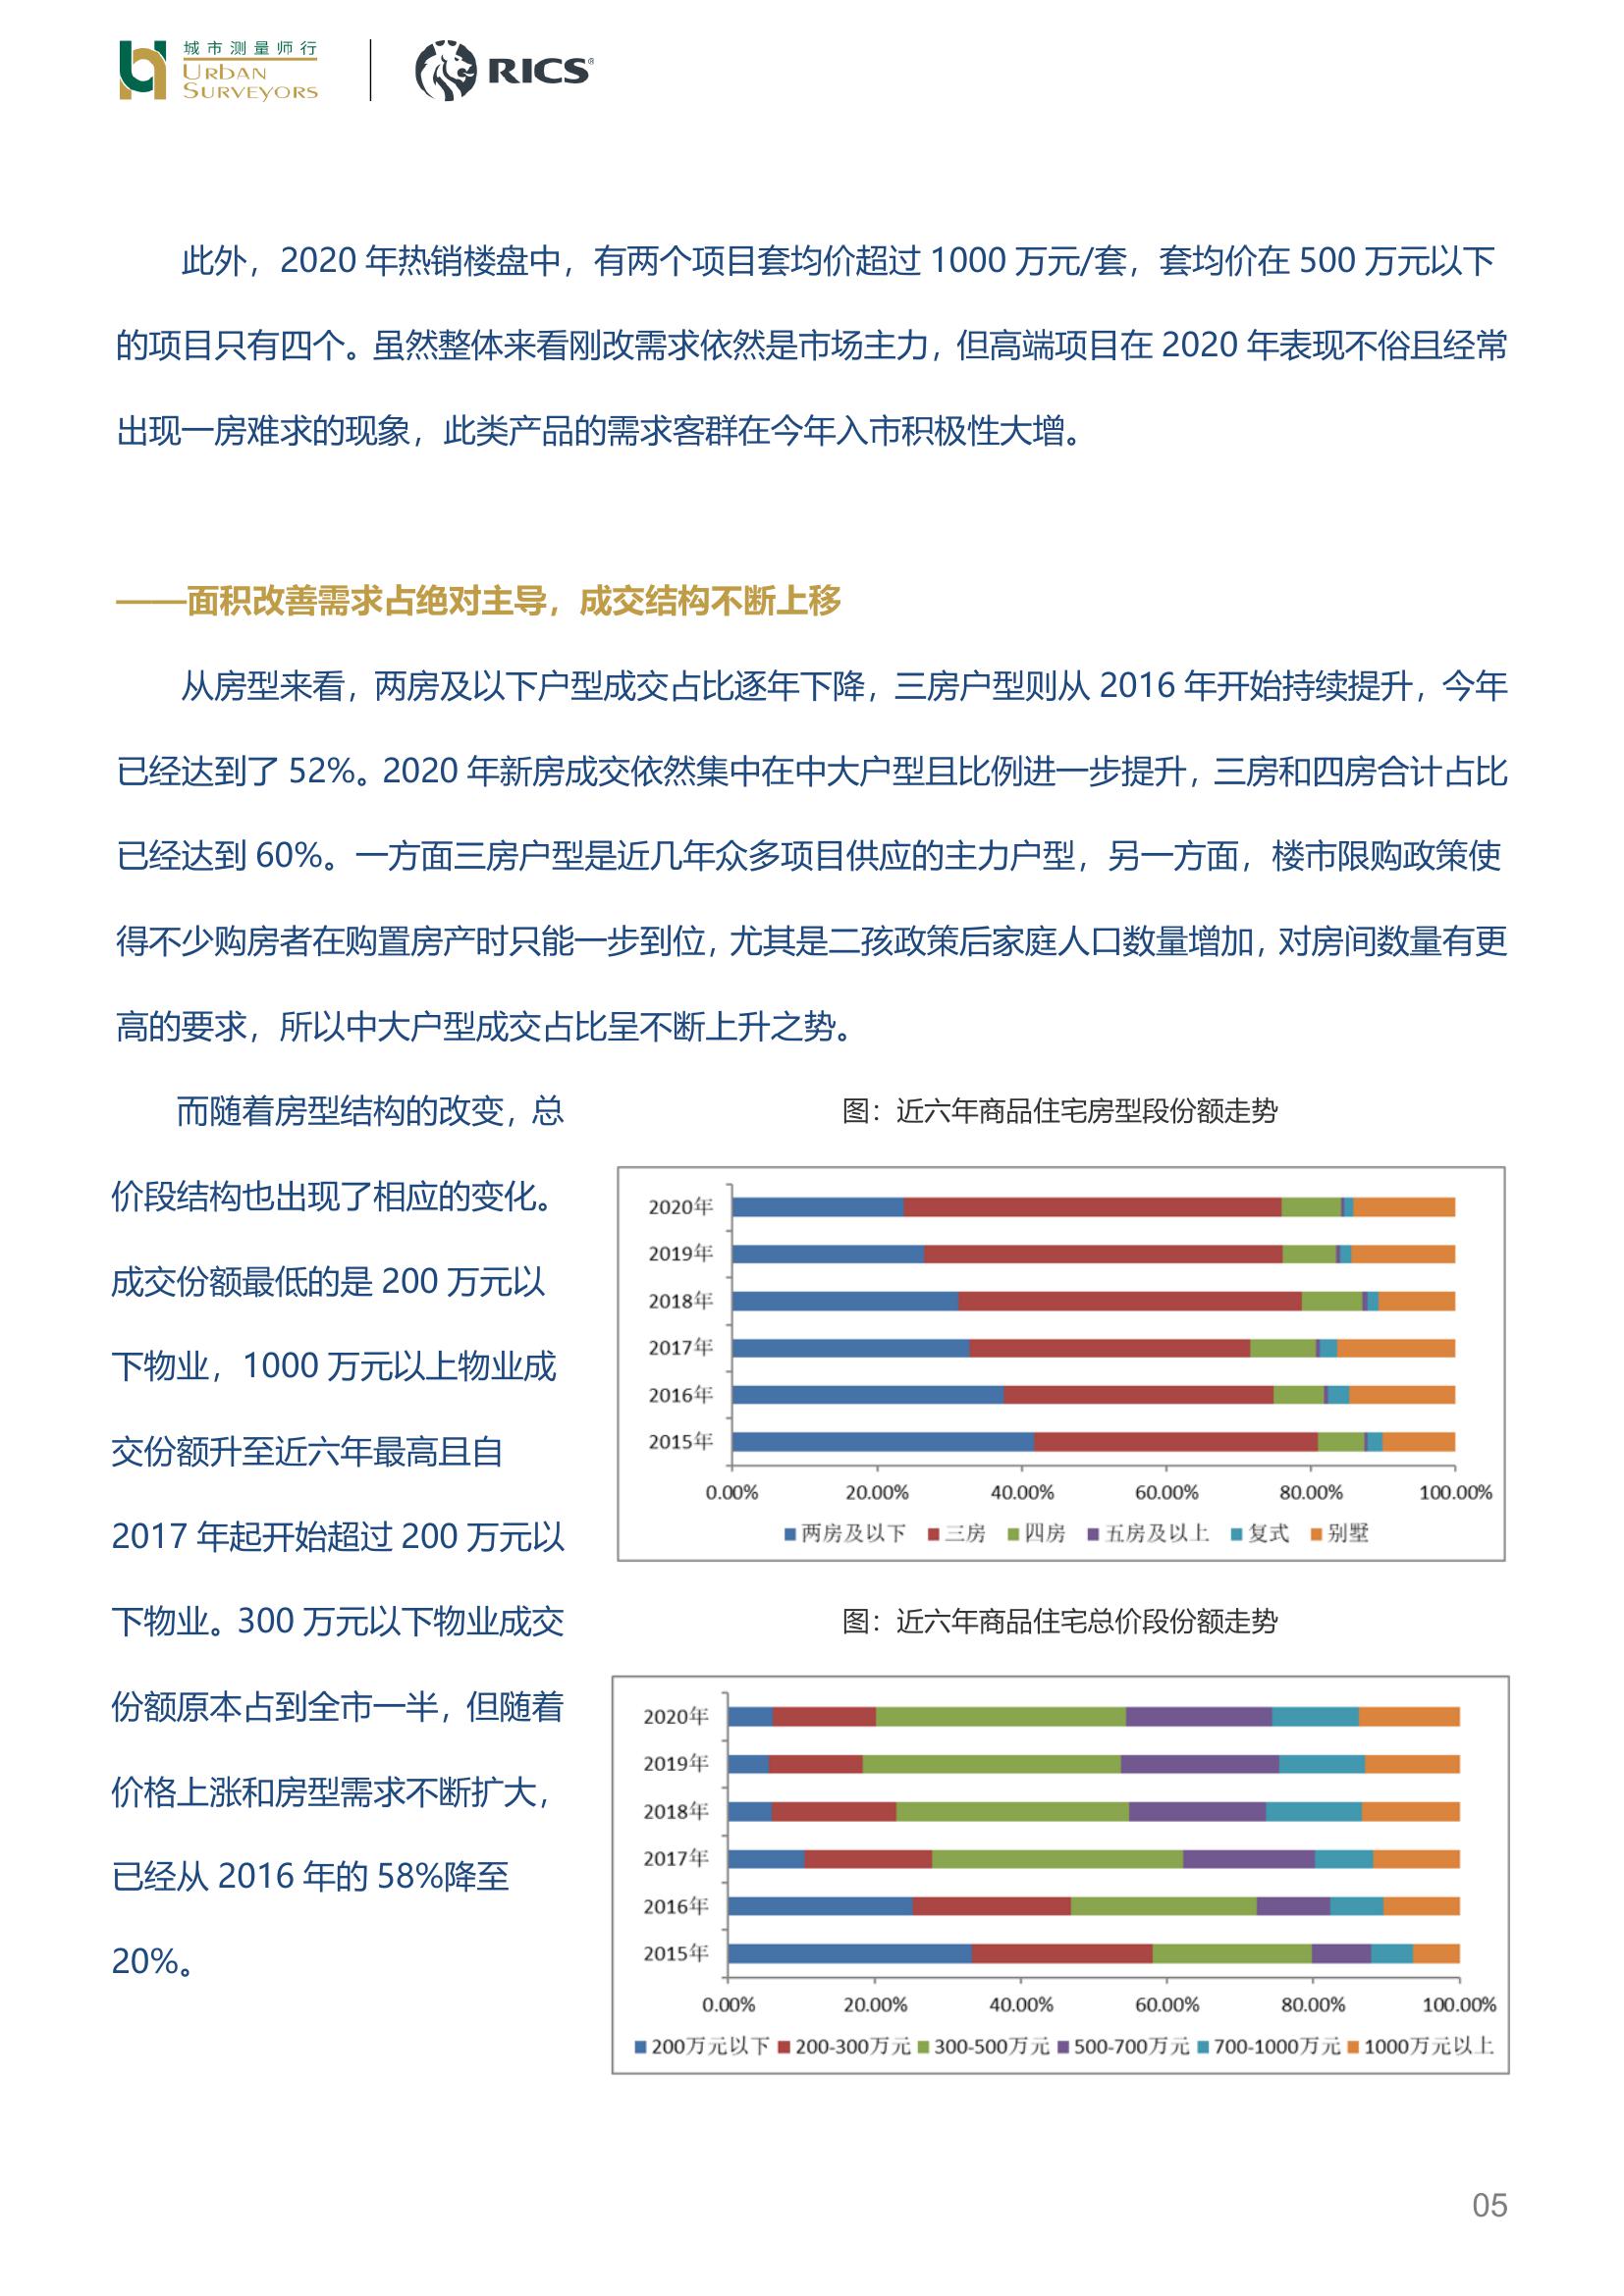 城市测量师行
URBAN
SURVEYORS
RICS®
此外，2020 年热销楼盘中，有两个项目套均价超过 1000 万元/套，套均价在 500 万元以下
的项目只有四个。虽然整体来看刚改需求依然是市场主力，但高端项目在 2020 年表现不俗且经常
出现一房难求的现象，此类产品的需求客群在今年入市积极性大增。
——面积改善需求占绝对主导，成交结构不断上移
从房型来看，两房及以下户型成交占比逐年下降，三房户型则从 2016 年开始持续提升，今年
已经达到了 52%。2020 年新房成交依然集中在中大户型且比例进一步提升，三房和四房合计占比
已经达到 60%。一方面三房户型是近几年众多项目供应的主力户型，另一方面，楼市限购政策使
得不少购房者在购置房产时只能一步到位，尤其是二孩政策后家庭人口数量增加，对房间数量有更
高的要求，所以中大户型成交占比呈不断上升之势。
而随着房型结构的改变，总
价段结构也出现了相应的变化。
成交份额最低的是 200 万元以
下物业，1000 万元以上物业成
交份额升至近六年最高且自
2017 年起开始超过 200 万元以
下物业。300 万元以下物业成交
份额原本占到全市一半，但随着
价格上涨和房型需求不断扩大，
已经从 2016 年的 58%降至
20%。
图：近六年商品住宅房型段份额走势
2020年
2019年
2018年
2017年
2016年
2015年
0.00% 20.00% 40.00% 60.00% 80.00% 100.00%
两房及以下 三房 四房 五房及以上 复式 别墅
图：近六年商品住宅总价段份额走势
2020年
2019年
2018年
2017年
2016年
2015年
0.00% 20.00% 40.00% 60.00% 80.00% 100.00%
200万元以下 200-300万元 300-500万元 500-700万元 700-1000万元 1000万元以上
05